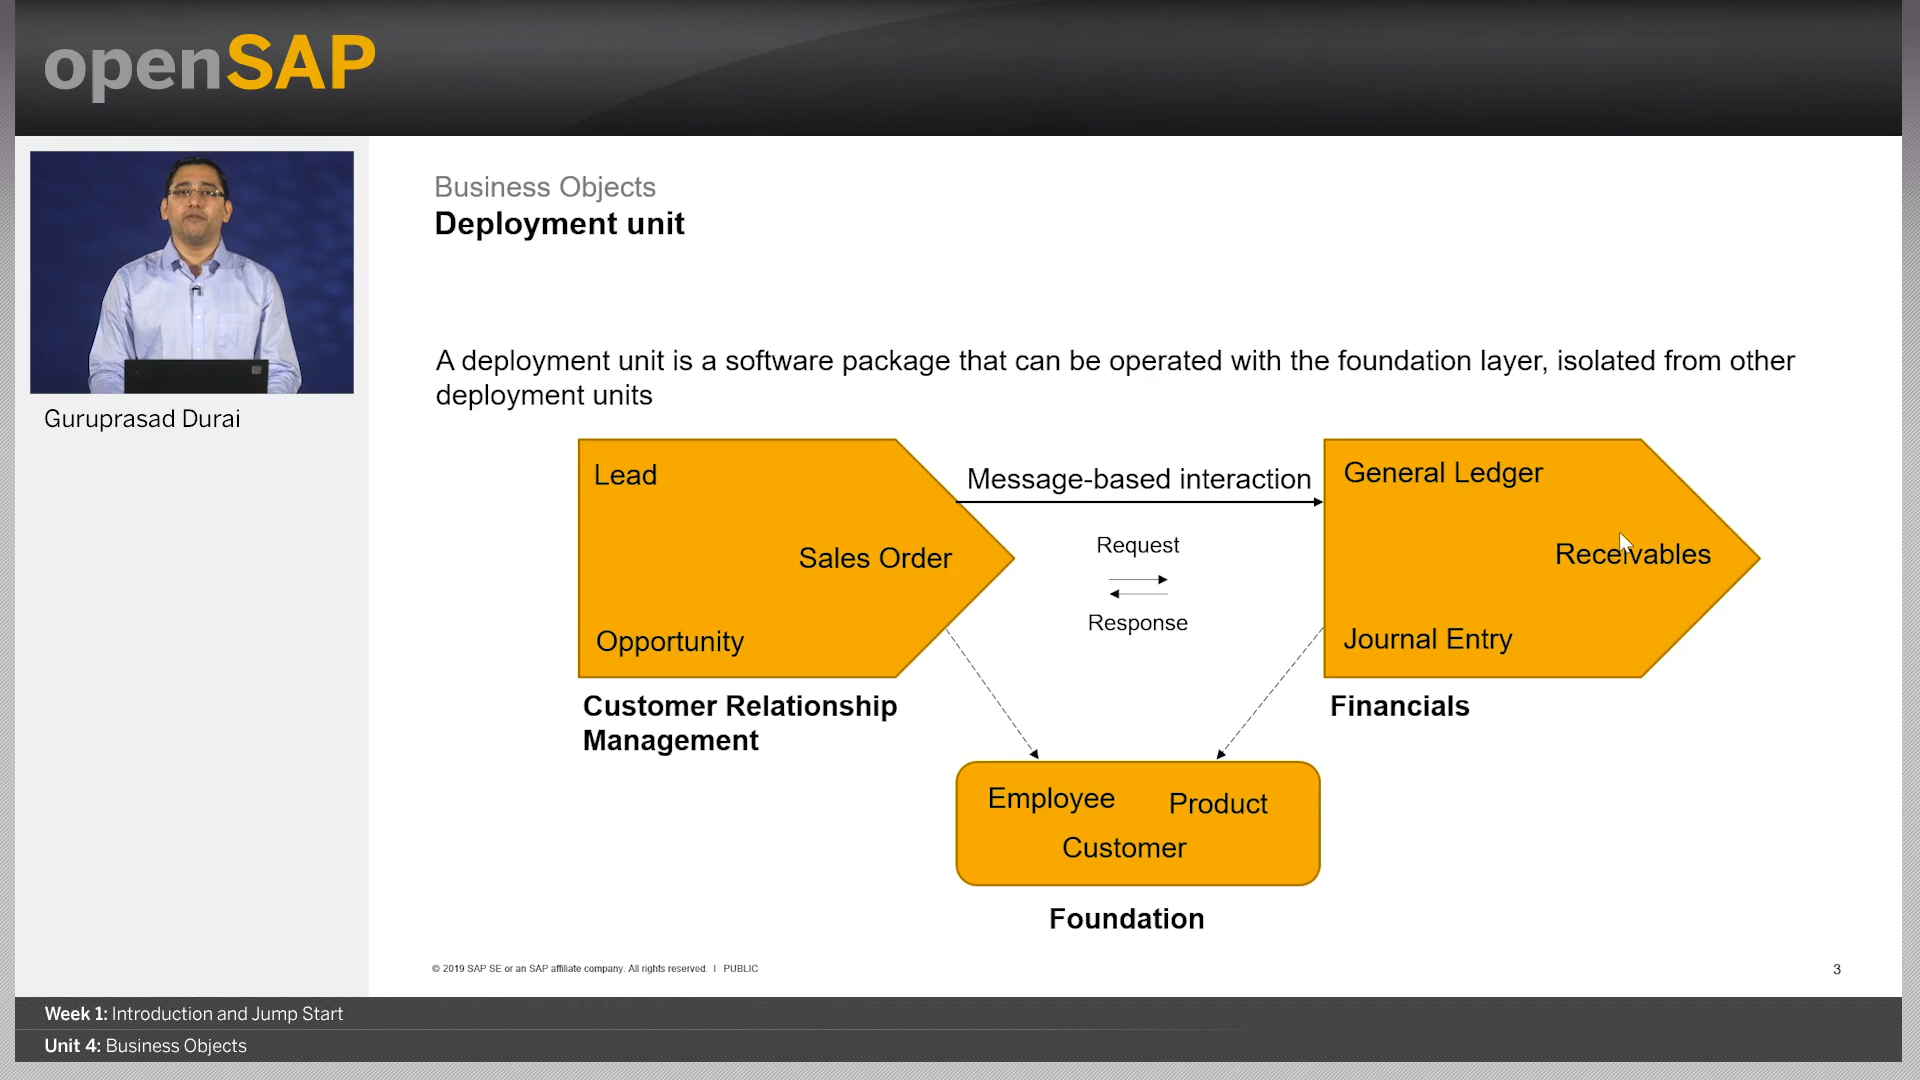 openSAP
Guruprasad Durai
Business Objects
Deployment unit
A deployment unit is a software package that can be operated with the foundation layer, isolated from other
deployment units
Lead
Sales Order
Opportunity
Customer Relationship
Management
Message-based interaction
Request
Response
General Ledger
Receivables
Journal Entry
Financials
Employee
Product
Customer
Foundation
© 2019 SAP SE or an SAP affiliate company. All rights reserved. I PUBLIC
3
Week 1: Introduction and Jump Start
Unit 4: Business Objects